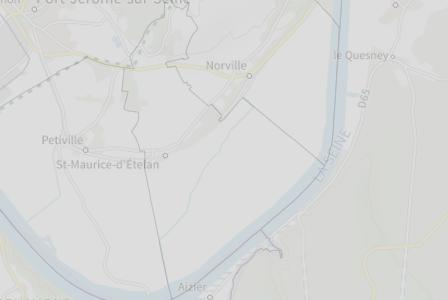 Port-Jérôme-sur-Seine
Norville
le Quesney
D65
Petiville
St-Maurice-d'Ételan
LA SEINE
Aizier